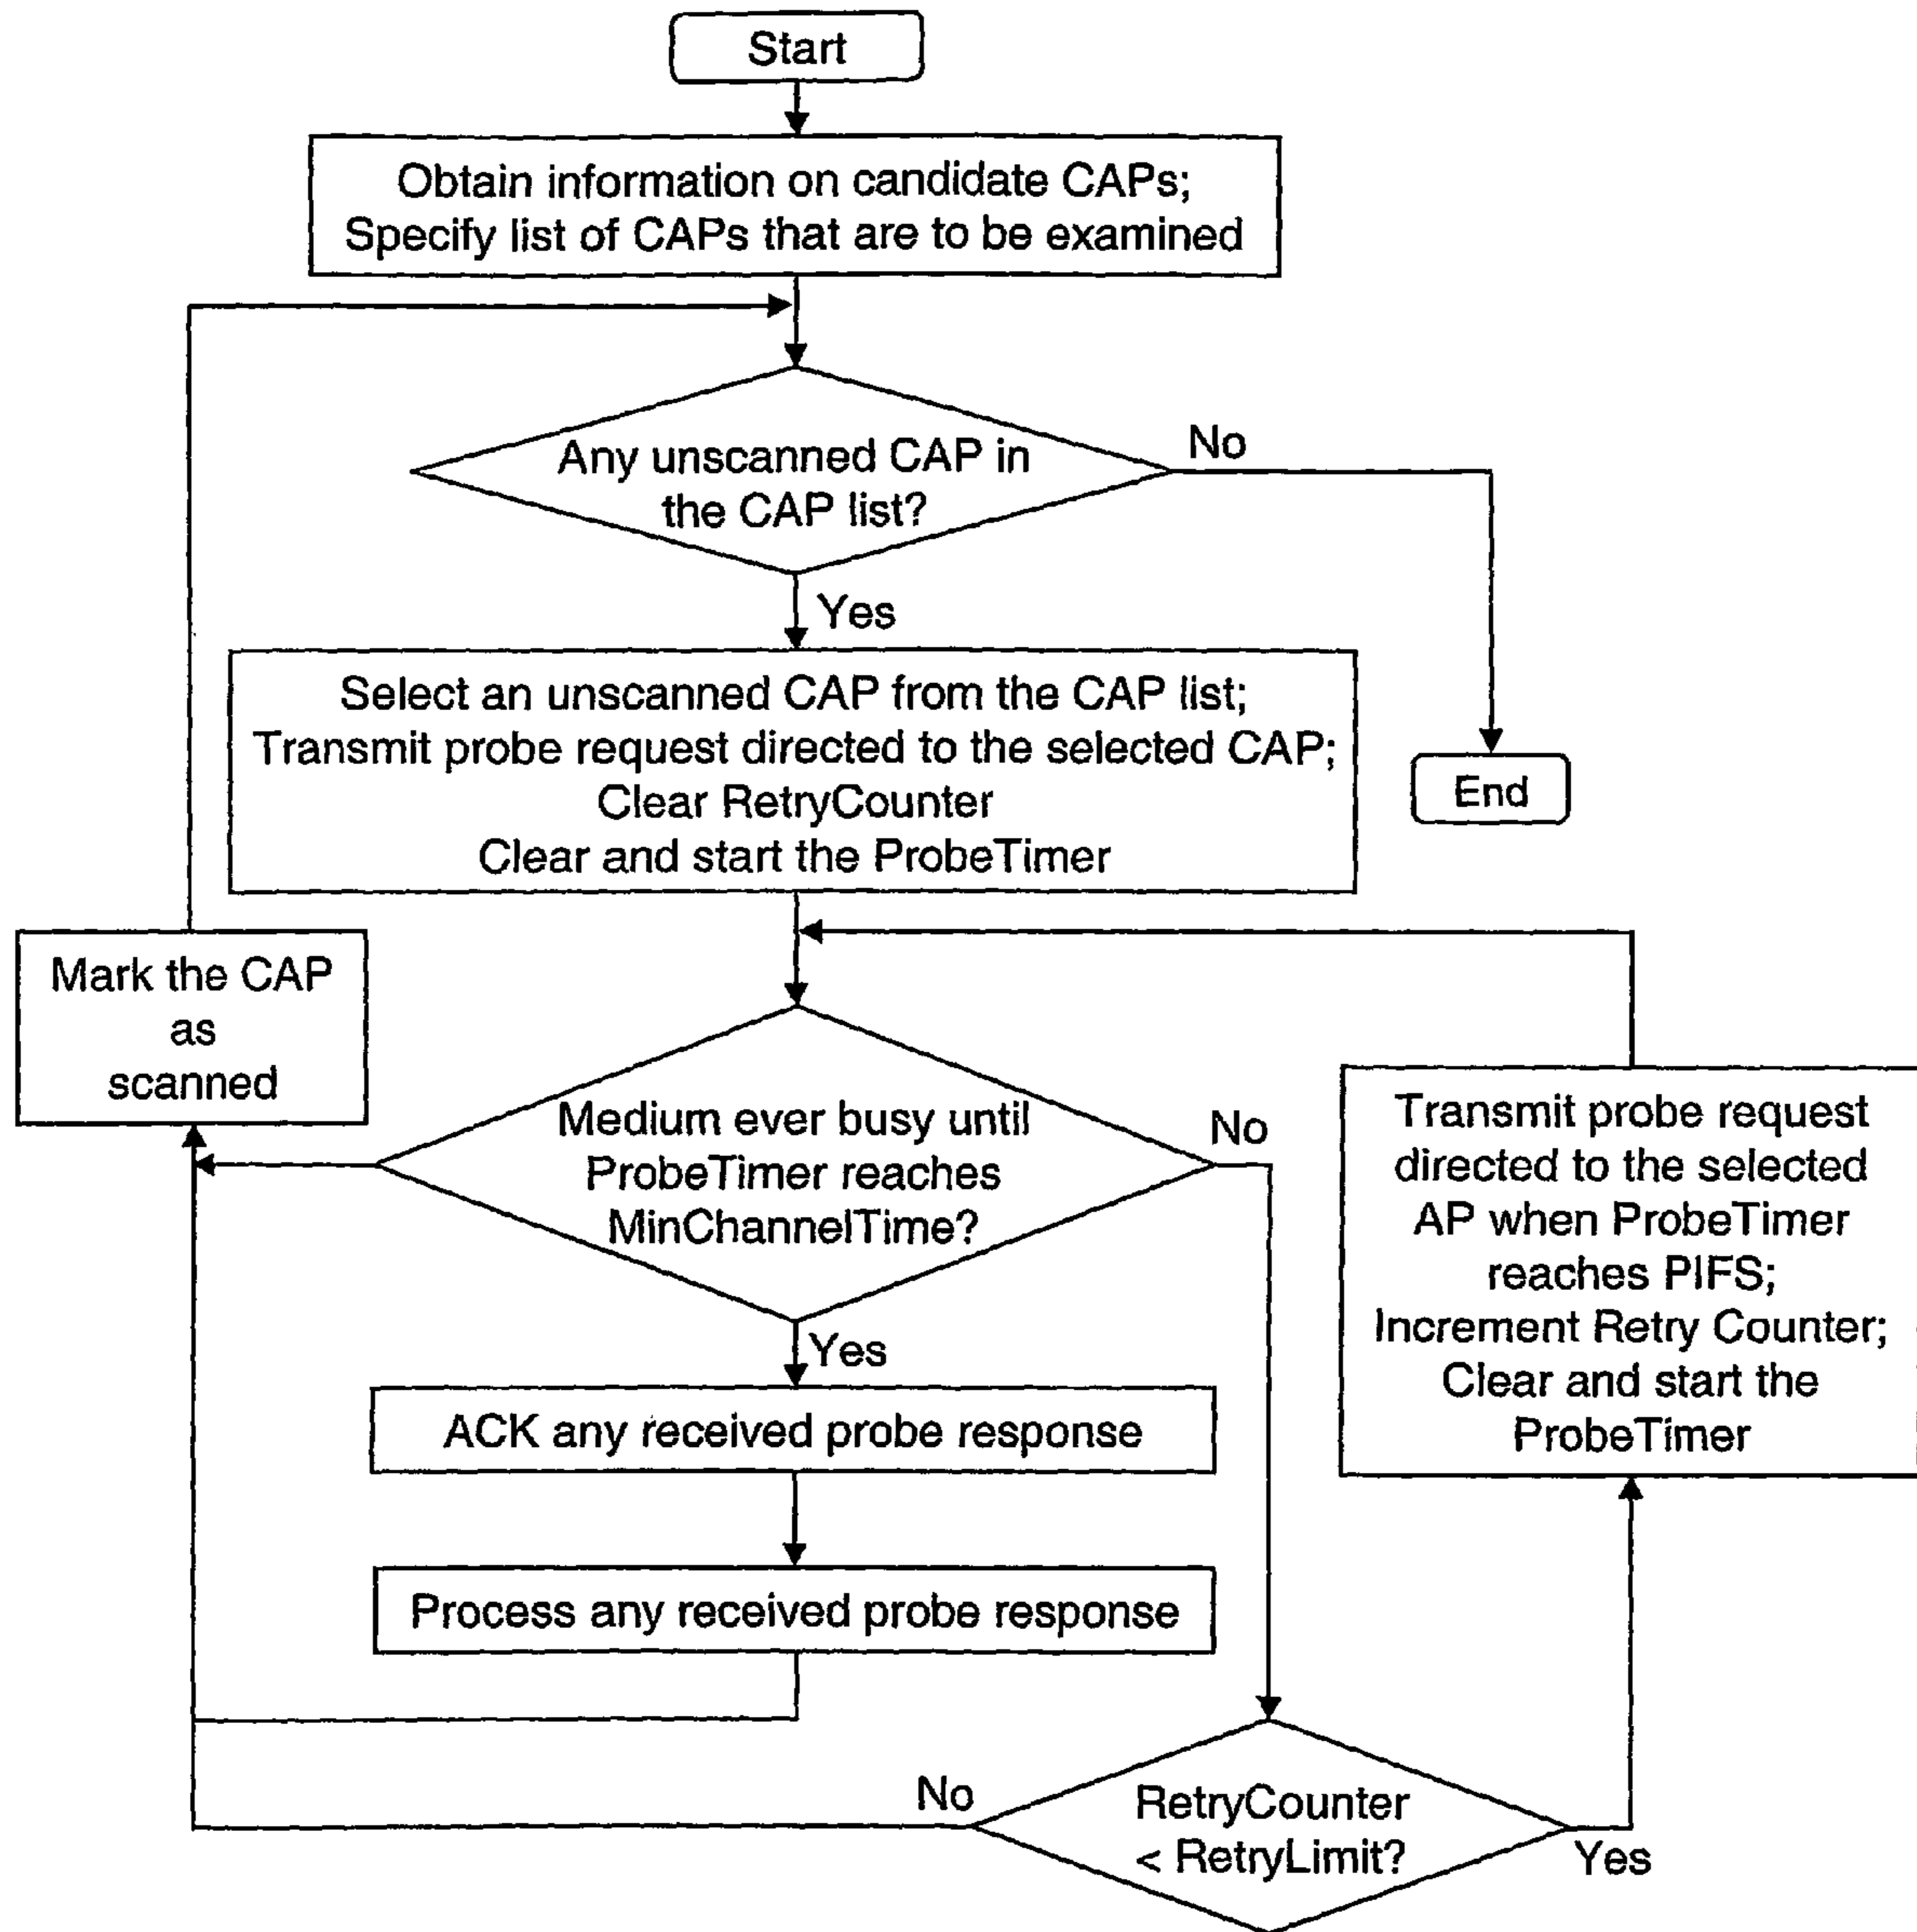 Start
Obtain information on candidate CAPs;
Specify list of CAPs that are to be examined
Any unscanned CAP in
the CAP list?
No
Yes
Select an unscanned CAP from the CAP list;
Transmit probe request directed to the selected CAP;
Clear RetryCounter
Clear and start the ProbeTimer
End
Mark the CAP
as
scanned
Medium ever busy until
ProbeTimer reaches
MinChannelTime?
No
Yes
Transmit probe request
directed to the selected
AP when ProbeTimer
reaches PIFS;
Increment Retry Counter;
Clear and start the
ProbeTimer
ACK any received probe response
Process any received probe response
No
RetryCounter
< RetryLimit?
Yes